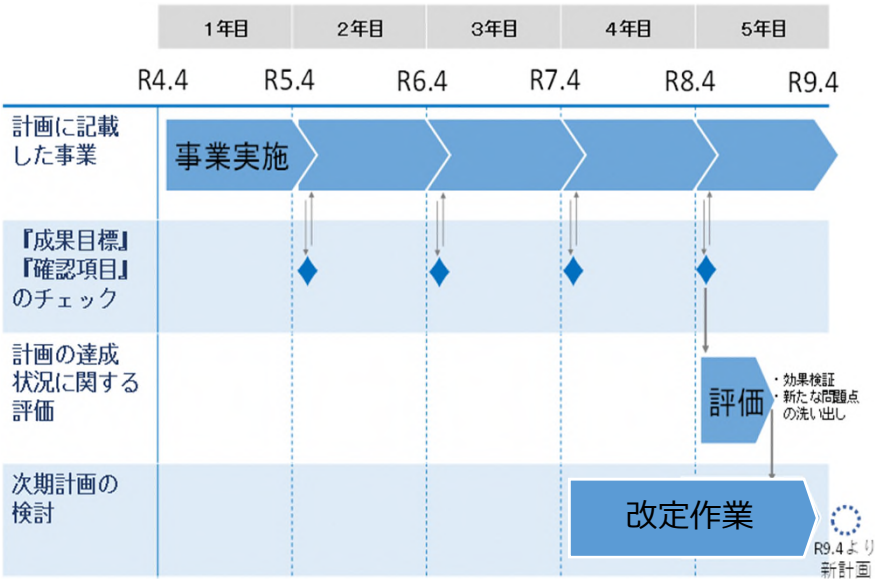 1年目 2年目 3年目 4年目 5年目
R4.4 R5.4 R6.4 R7.4 R8.4 R9.4
計画に記載
した事業
事業実施
『成果目標』
『確認項目』
のチェック
計画の達成
状況に関する
評価
評価
・効果検証
・新たな問題点
の洗い出し
次期計画の
検討
改定作業
R9.4より
新計画